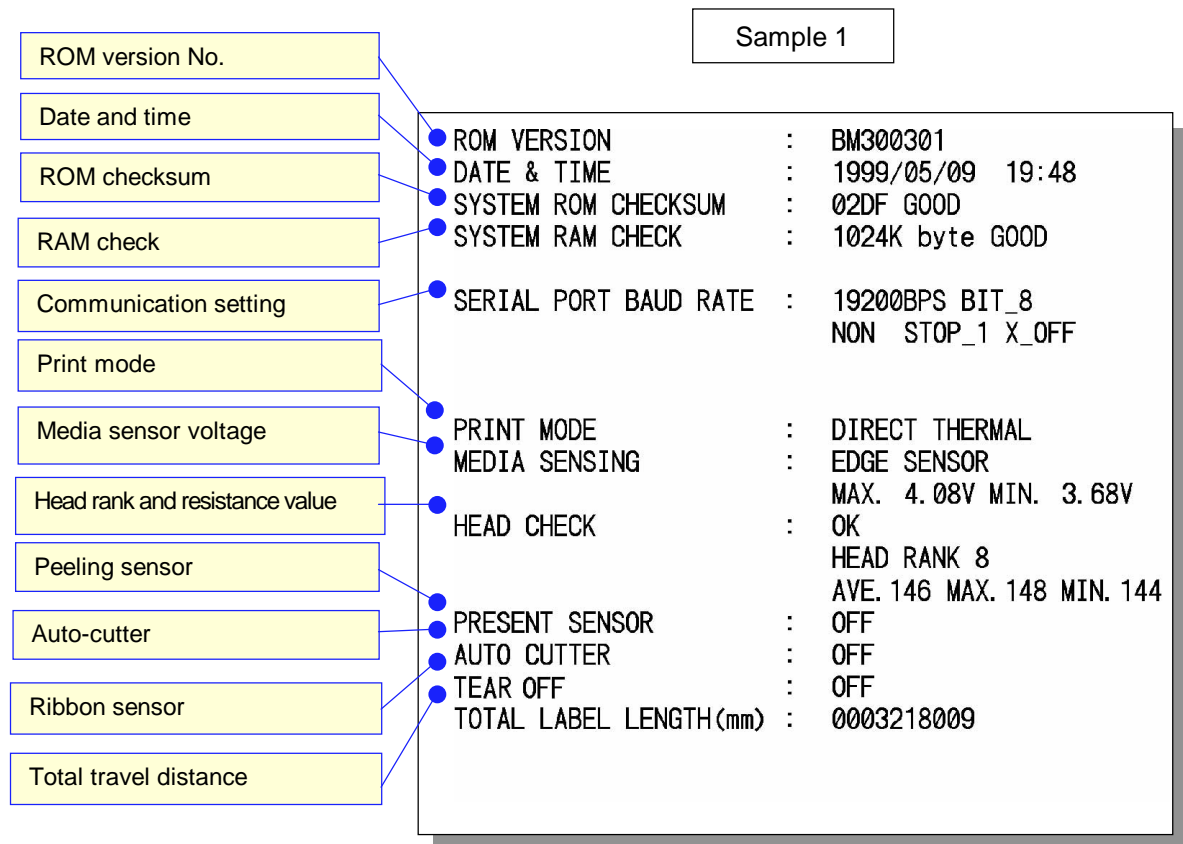 Sample 1
ROM version No.
Date and time
ROM checksum
RAM check
Communication setting
Print mode
Media sensor voltage
Head rank and resistance value
Peeling sensor
Auto-cutter
Ribbon sensor
Total travel distance
ROM VERSION : BM300301
DATE & TIME : 1999/05/09 19:48
SYSTEM ROM CHECKSUM : 02DF GOOD
SYSTEM RAM CHECK : 1024K byte GOOD
SERIAL PORT BAUD RATE : 19200BPS BIT_8
NON STOP_1 X_OFF
PRINT MODE : DIRECT THERMAL
MEDIA SENSING : EDGE SENSOR
MAX. 4.08V MIN. 3.68V
HEAD CHECK : OK
HEAD RANK 8
AVE.146 MAX.148 MIN.144
PRESENT SENSOR : OFF
AUTO CUTTER : OFF
TEAR OFF : OFF
TOTAL LABEL LENGTH(mm) : 0003218009